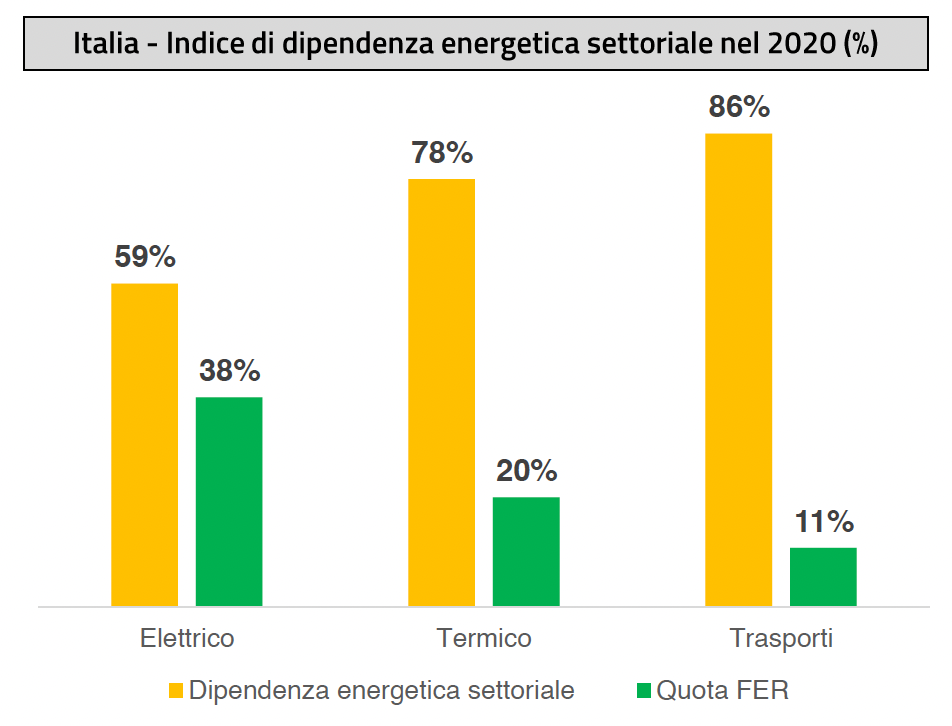 Italia - Indice di dipendenza energetica settoriale nel 2020 (%)
86%
78%
59%
38%
20%
11%
Elettrico Termico Trasporti
Dipendenza energetica settoriale Quota FER